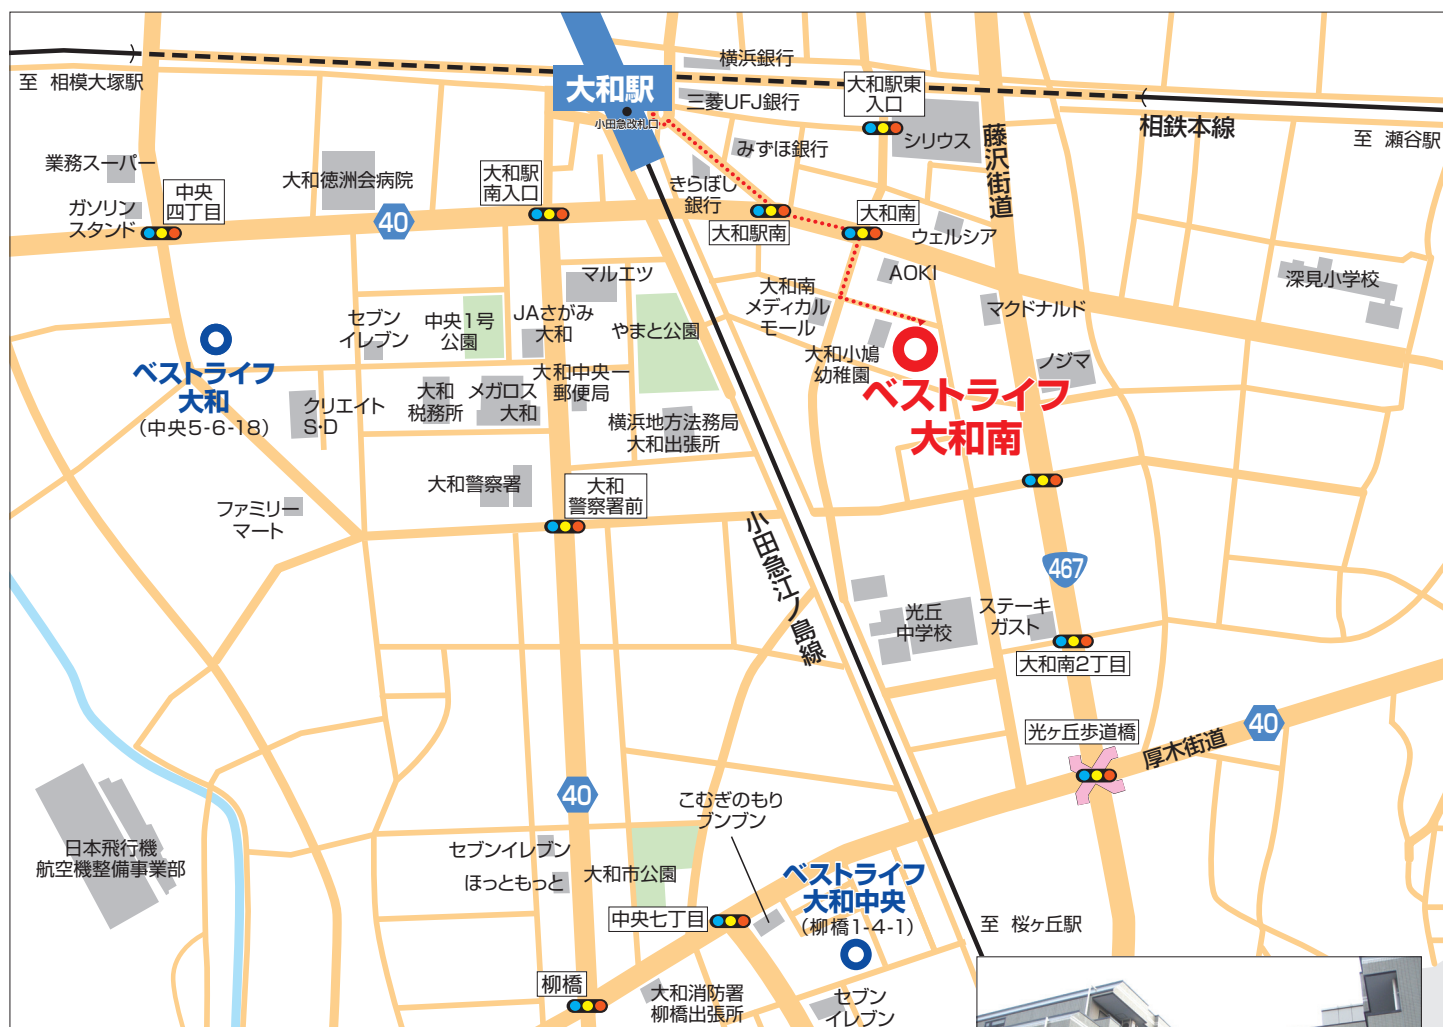 横浜銀行
至 相模大塚駅
大和駅
小田急改札口
三菱UFJ銀行
大和駅東
入口
シリウス
藤沢街道
相鉄本線
至 瀬谷駅
業務スーパー
ガソリン
スタンド
中央
四丁目
大和徳洲会病院
40
大和駅
南入口
みずほ銀行
きらぼし
銀行
大和駅南
大和南
ウェルシア
AOKI
マルエツ
大和南
メディカル
モール
マクドナルド
深見小学校
セブン
イレブン
中央1号
公園
JAさがみ
大和
やまと公園
大和小鳩
幼稚園
ベストライフ
大和
(中央5-6-18)
ノジマ
ベストライフ
大和南
クリエイト
S・D
大和
税務所
メガロス
大和
大和中央一
郵便局
横浜地方法務局
大和出張所
大和警察署
大和
警察署前
ファミリー
マート
小田急江ノ島線
467
光丘
中学校
ステーキ
ガスト
大和南2丁目
光ヶ丘歩道橋
厚木街道
40
40
こむぎのもり
ブンブン
日本飛行機
航空機整備事業部
セブンイレブン
ほっともっと
大和市公園
ベストライフ
大和中央
(柳橋1-4-1)
中央七丁目
至 桜ヶ丘駅
柳橋
大和消防署
柳橋出張所
セブン
イレブン